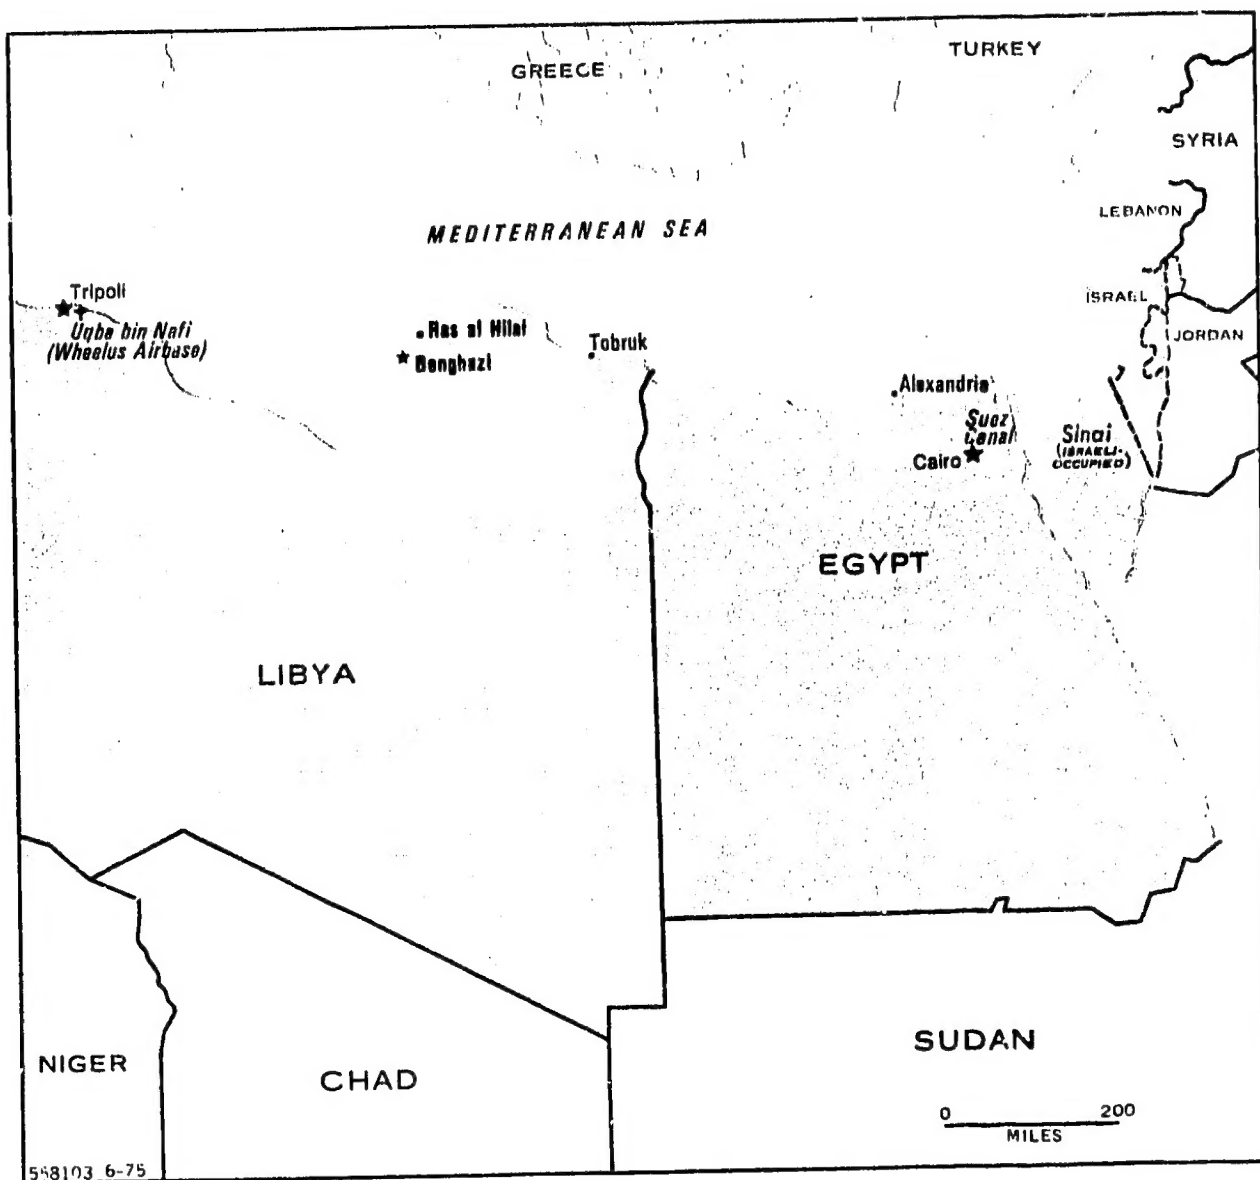 GREECE
TURKEY
SYRIA
LEBANON
MEDITERRANEAN SEA
ISRAEL
JORDAN
Tripoli
Uqba bin Nafi
(Wheelus Airbase)
Ras al Hilal
Benghazi
Tobruk
Alexandria
Suez
Canal
Cairo
Sinai
(ISRAELI-
OCCUPIED)
EGYPT
LIBYA
NIGER
CHAD
SUDAN
0 200
MILES
558103 6-75